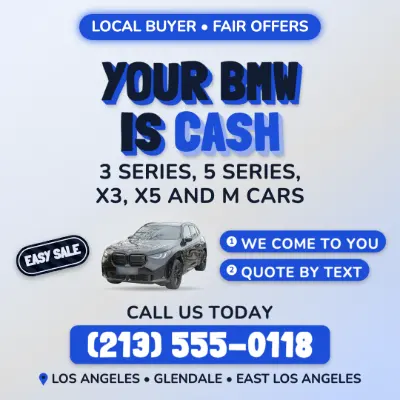 LOCAL BUYER • FAIR OFFERS
YOUR BMW
IS CASH
3 SERIES, 5 SERIES,
X3, X5 AND M CARS
EASY SALE
1 WE COME TO YOU
2 QUOTE BY TEXT
CALL US TODAY
(213) 555-0118
LOS ANGELES • GLENDALE • EAST LOS ANGELES